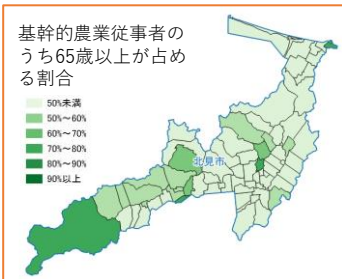 基幹的農業従事者の
うち65歳以上が占め
る割合
50%未満
50%～60%
60%～70%
70%～80%
80%～90%
90%以上
北見市